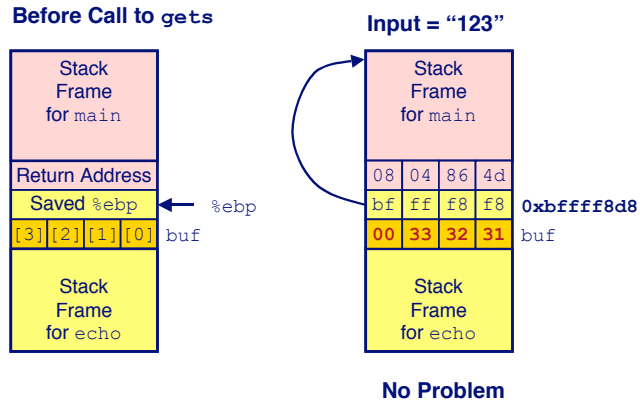 Before Call to gets
Input = “123”
Stack
Frame
for main
Return Address
Saved %ebp
%ebp
[3] [2] [1] [0] buf
Stack
Frame
for echo
Stack
Frame
for main
08 04 86 4d
bf ff f8 f8 0xbffff8d8
00 33 32 31 buf
Stack
Frame
for echo
No Problem